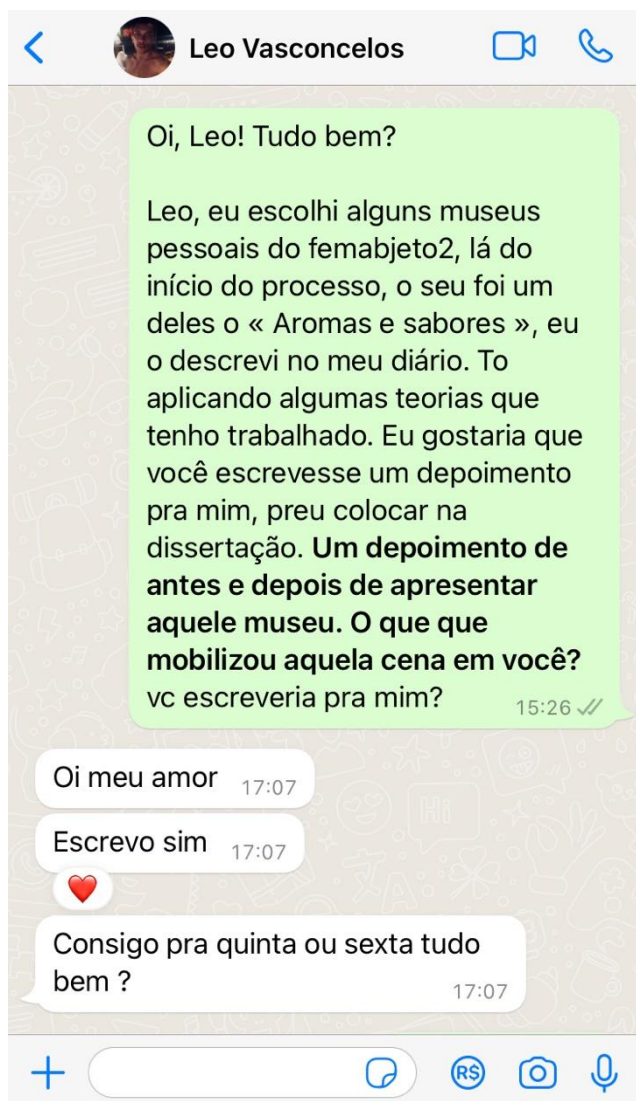 Leo Vasconcelos
Oi, Leo! Tudo bem?
Leo, eu escolhi alguns museus
pessoais do femabjeto2, lá do
início do processo, o seu foi um
deles o « Aromas e sabores », eu
o descrevi no meu diário. To
aplicando algumas teorias que
tenho trabalhado. Eu gostaria que
você escrevesse um depoimento
pra mim, preu colocar na
dissertação. Um depoimento de
antes e depois de apresentar
aquele museu. O que que
mobilizou aquela cena em você?
vc escreveria pra mim?
15:26
Oi meu amor 17:07
Escrevo sim 17:07
Consigo pra quinta ou sexta tudo
bem ?
17:07
R$